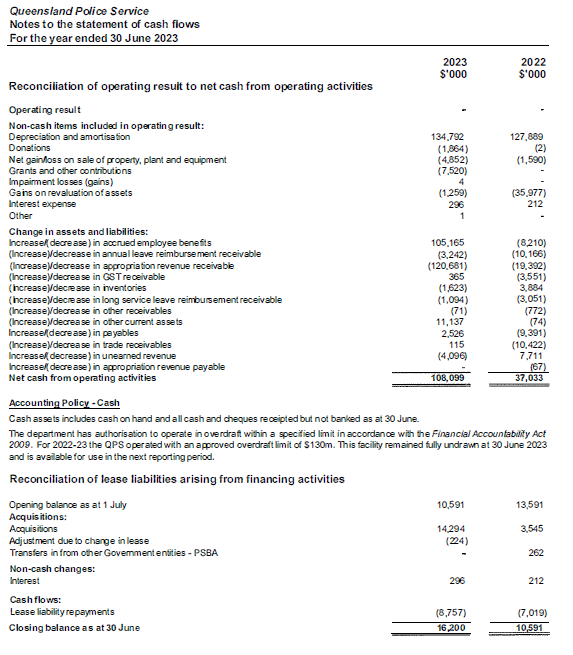 Queensland Police Service
Notes to the statement of cash flows
For the year ended 30 June 2023
2023 2022
$'000 $'000
Reconciliation of operating result to net cash from operating activities
Operating result - -
Non-cash items included in operating result:
Depreciation and amortisation 134,792 127,889
Donations (1,864) (2)
Net gain/loss on sale of property, plant and equipment (4,852) (1,590)
Grants and other contributions (7,520) -
Impairment losses (gains) 4 -
Gains on revaluation of assets (1,259) (35,977)
Interest expense 296 212
Other 1 -
Change in assets and liabilities:
Increase/(decrease) in accrued employee benefits 105,165 (8,210)
(Increase)/decrease in annual leave reimbursement receivable (3,242) (10,166)
(Increase)/decrease in appropriation revenue receivable (120,681) (19,392)
(Increase)/decrease in GST receivable 365 (3,551)
(Increase)/decrease in inventories (1,623) 3,884
(Increase)/decrease in long service leave reimbursement receivable (1,094) (3,051)
(Increase)/decrease in other receivables (71) (772)
(Increase)/decrease in other current assets 11,137 (74)
Increase/(decrease) in payables 2,526 (9,391)
(Increase)/decrease in trade receivables 115 (10,422)
Increase/(decrease) in unearned revenue (4,096) 7,711
Increase/(decrease) in appropriation revenue payable - (67)
Net cash from operating activities 108,099 37,033
Accounting Policy - Cash
Cash assets includes cash on hand and all cash and cheques receipted but not banked as at 30 June.
The department has authorisation to operate in overdraft within a specified limit in accordance with the Financial Accountability Act
2009. For 2022-23 the QPS operated with an approved overdraft limit of $130m. This facility remained fully undrawn at 30 June 2023
and is available for use in the next reporting period.
Reconciliation of lease liabilities arising from financing activities
Opening balance as at 1 July 10,591 13,591
Acquisitions:
Acquisitions 14,294 3,545
Adjustment due to change in lease (224)
Transfers in from other Government entities - PSBA - 262
Non-cash changes:
Interest 296 212
Cash flows:
Lease liability repayments (8,757) (7,019)
Closing balance as at 30 June 16,200 10,591